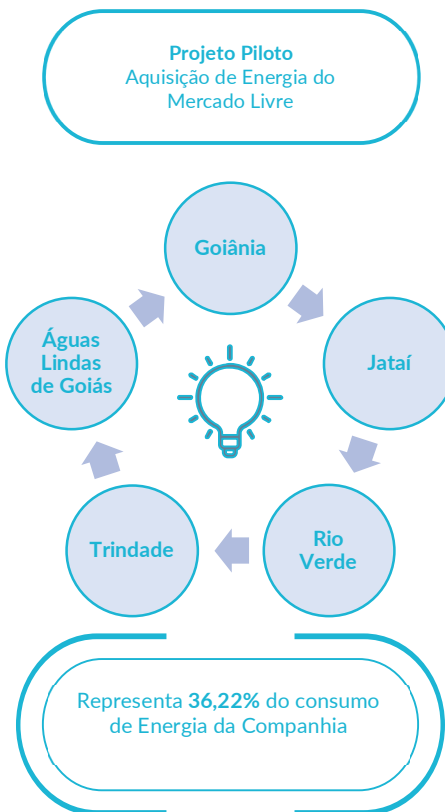 Projeto Piloto
Aquisição de Energia do
Mercado Livre
Goiânia
Jataí
Rio
Verde
Trindade
Águas
Lindas
de Goiás
Representa 36,22% do consumo
de Energia da Companhia